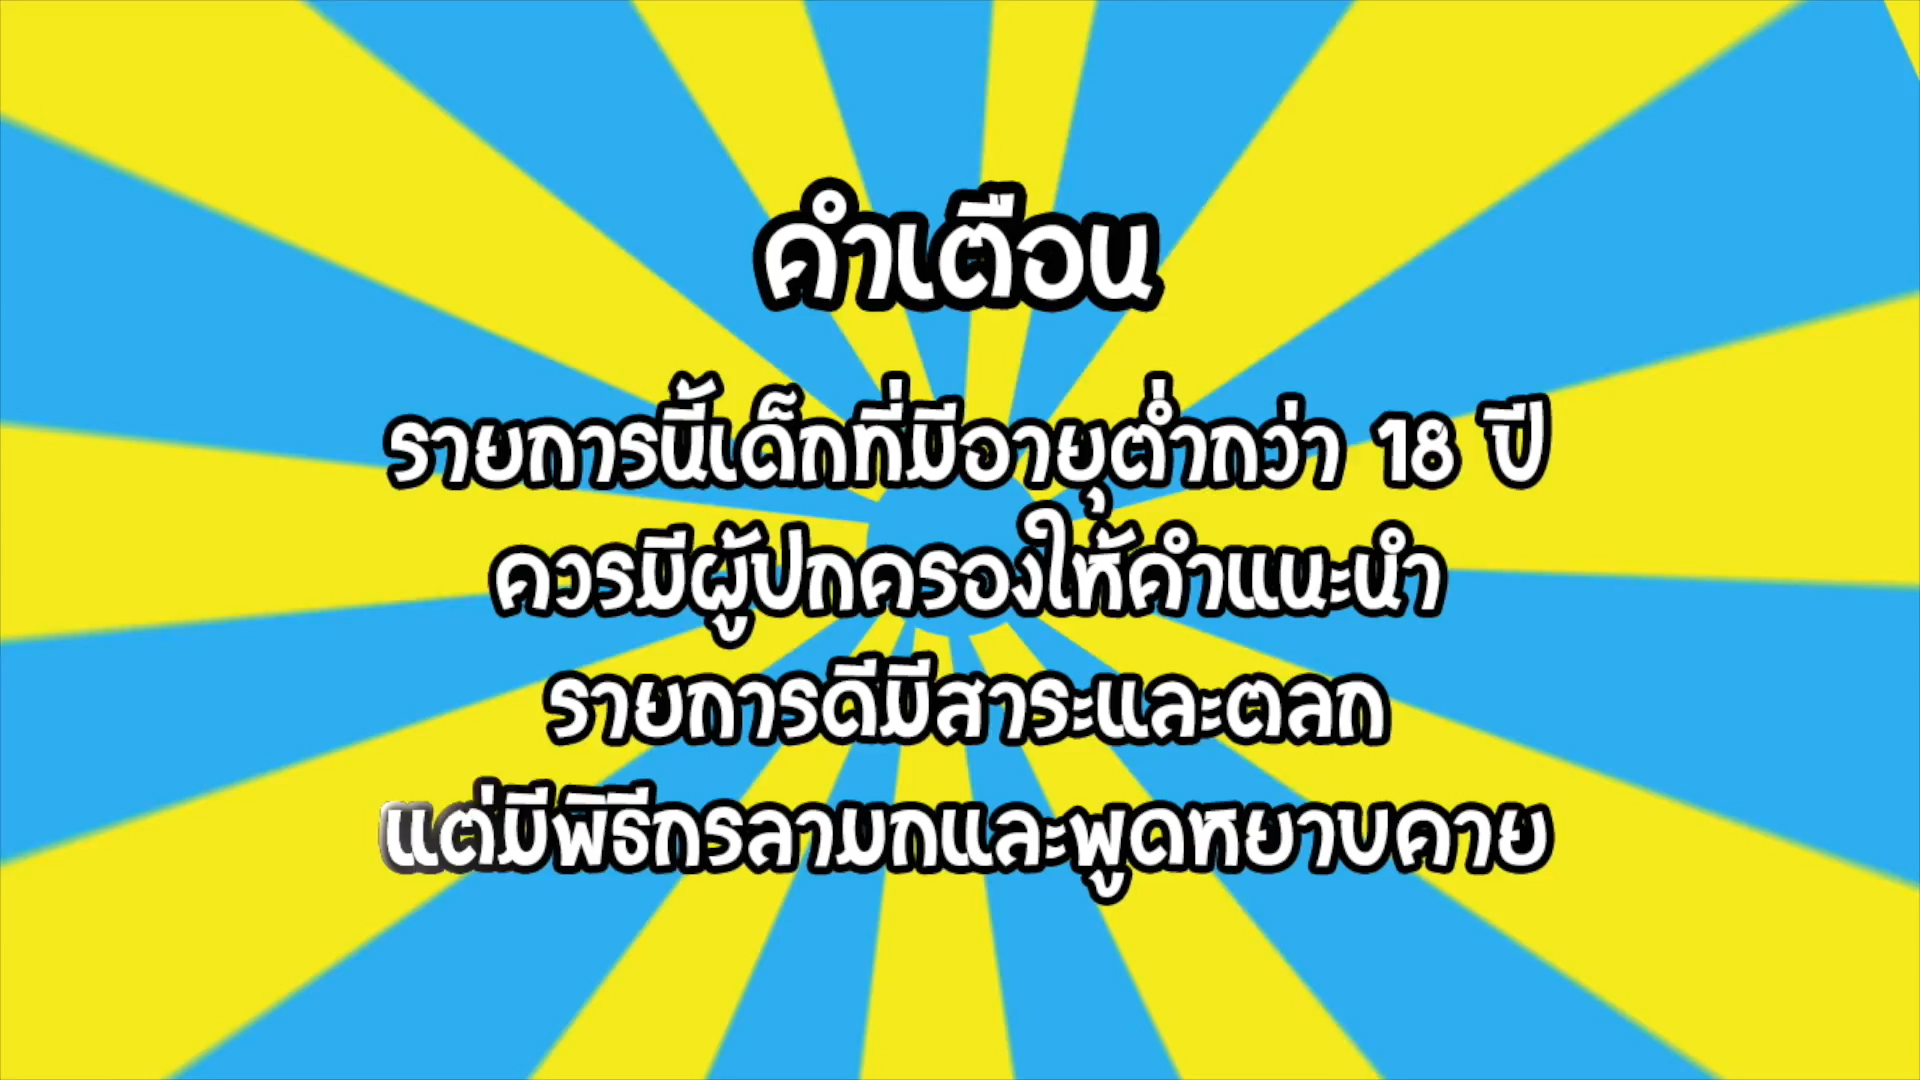 คำเตือน
รายการนี้เด็กที่มีอายุต่ำกว่า 18 ปี
ควรมีผู้ปกครองให้คำแนะนำ
รายการดีมีสาระและตลก
แต่มีพิธีกรลามกและพูดหยาบคาย